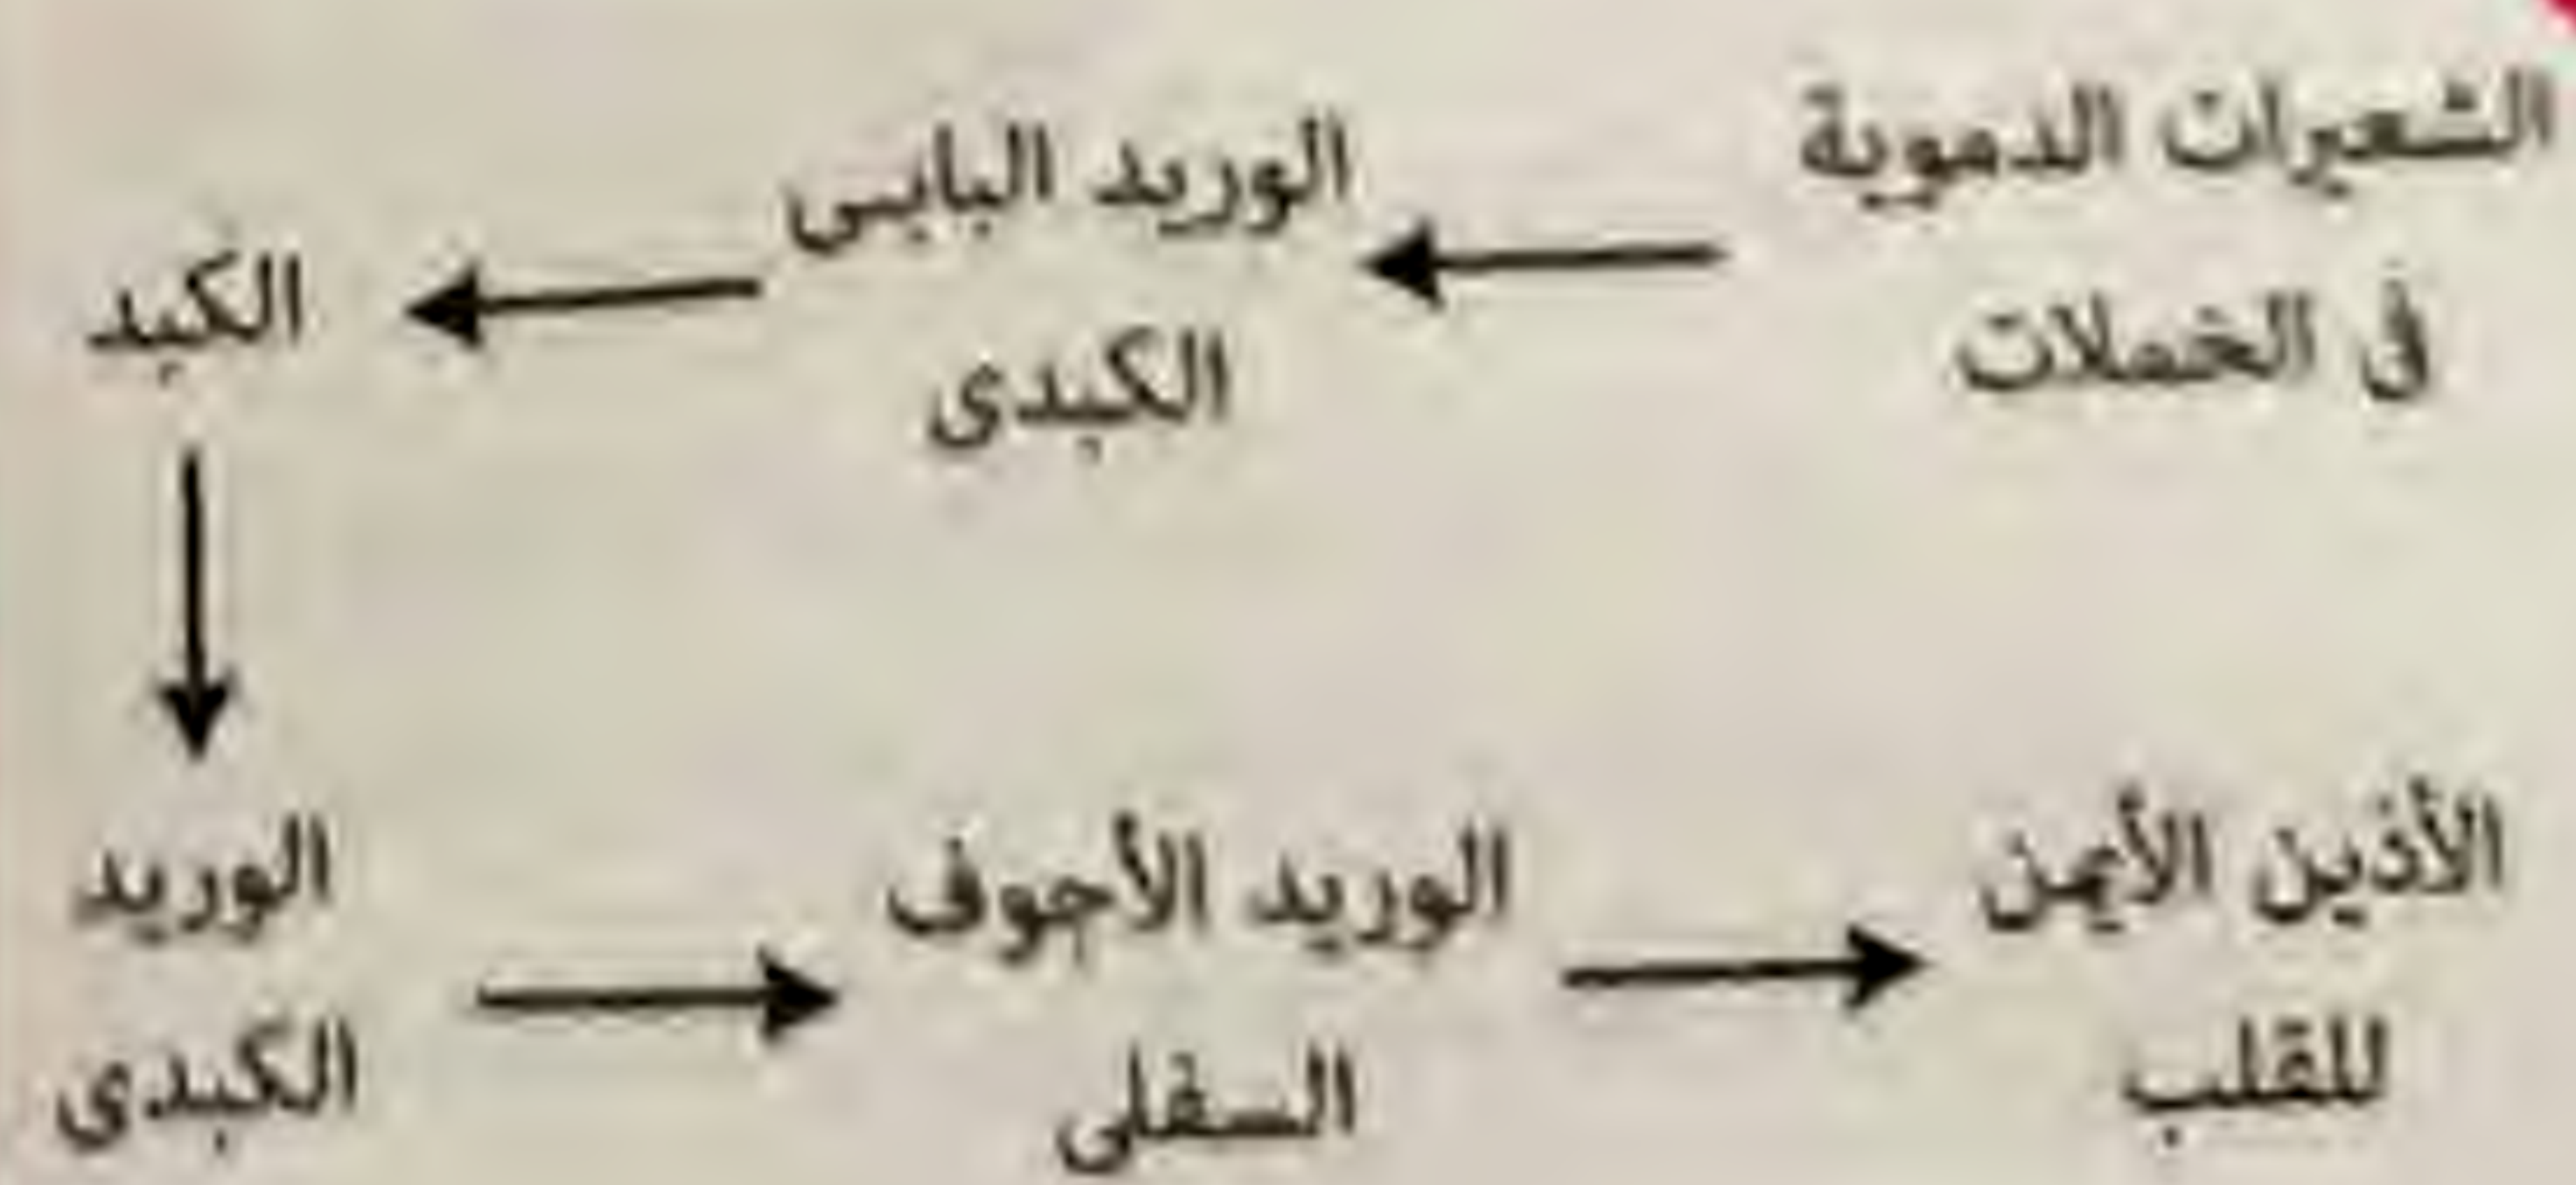 الشعيرات الدموية
فى الخملات
الوريد البابى
الكبدى
الكبد
الوريد
الكبدى
الوريد الأجوف
السفلى
الأذين الأيمن
للقلب